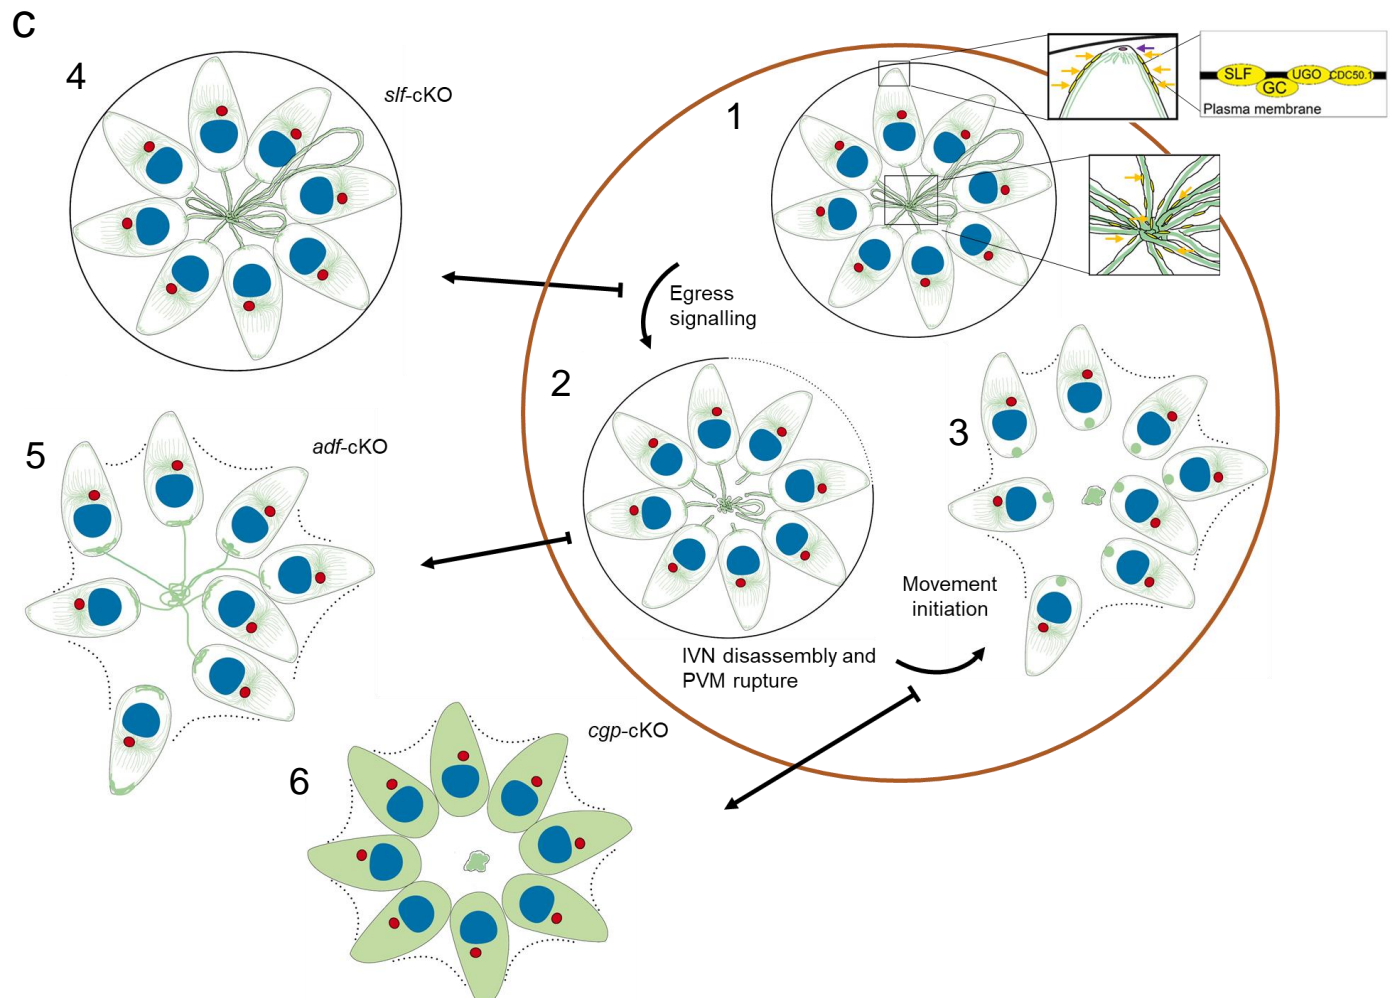 C
4
slf-cKO
1
SLF
GC
UGO
CDC50.1
Plasma membrane
Egress
signalling
2
3
5
adf-cKO
Movement
initiation
IVN disassembly and
PVM rupture
cgp-cKO
6